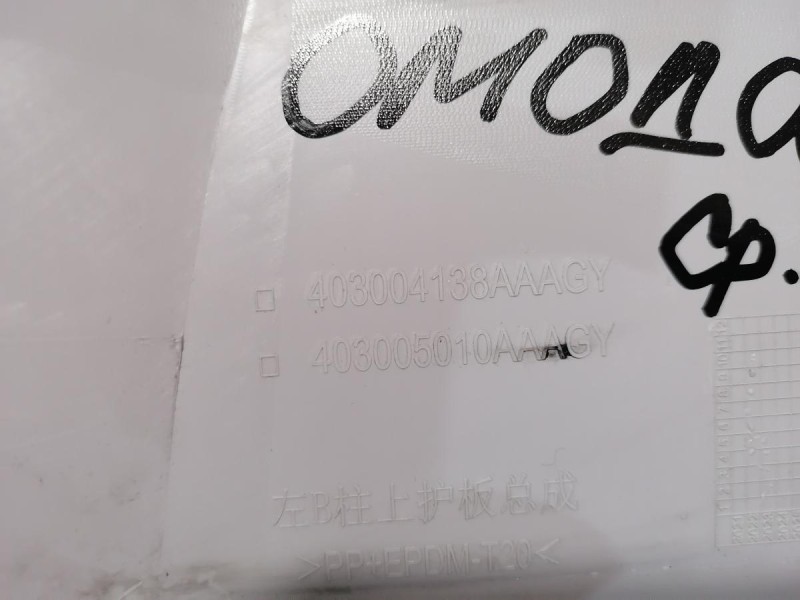 омода
ср.
□ 403004138AAAGY
□ 403005010AAAGY
左B柱上护板总成
>PP+EPDM-T20<